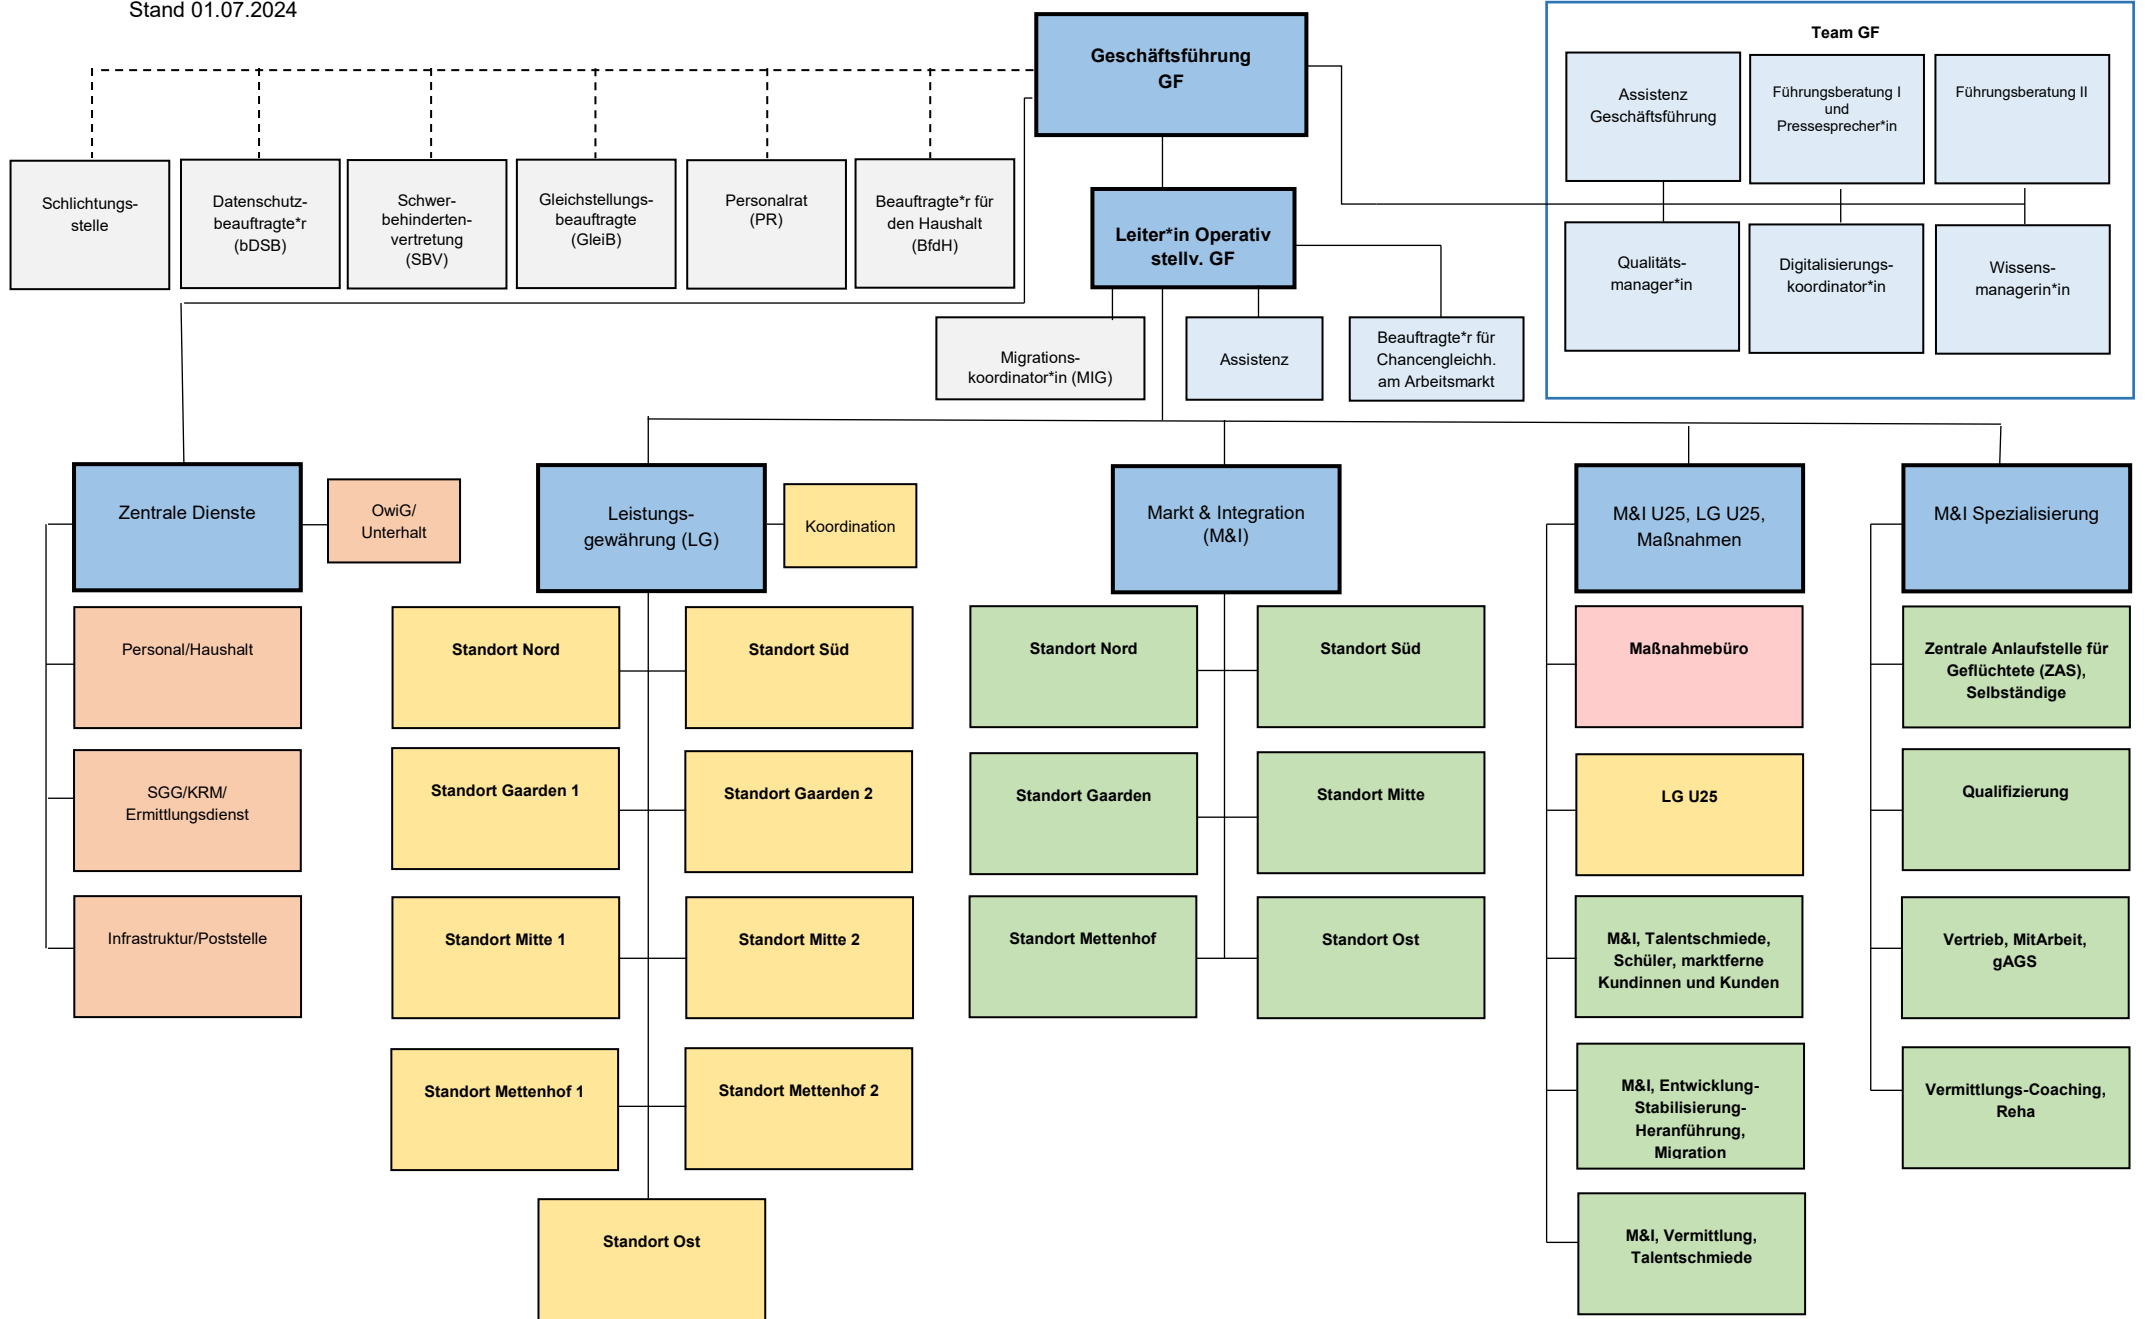 Stand 01.07.2024
Geschäftsführung
GF
Team GF
Assistenz
Geschäftsführung
Führungsberatung I
und
Pressesprecher*in
Führungsberatung II
Schlichtungs-
stelle
Datenschutz-
beauftragte*r
(bDSB)
Schwer-
behinderten-
vertretung
(SBV)
Gleichstellungs-
beauftragte
(GleiB)
Personalrat
(PR)
Beauftragte*r für
den Haushalt
(BfdH)
Leiter*in Operativ
stellv. GF
Qualitäts-
manager*in
Digitalisierungs-
koordinator*in
Wissens-
managerin*in
Migrations-
koordinator*in (MIG)
Assistenz
Beauftragte*r für
Chancengleichh.
am Arbeitsmarkt
Zentrale Dienste
OwiG/
Unterhalt
Leistungs-
gewährung (LG)
Koordination
Markt & Integration
(M&I)
M&I U25, LG U25,
Maßnahmen
M&I Spezialisierung
Personal/Haushalt
SGG/KRM/
Ermittlungsdienst
Infrastruktur/Poststelle
Standort Nord
Standort Süd
Standort Gaarden 1
Standort Gaarden 2
Standort Mitte 1
Standort Mitte 2
Standort Mettenhof 1
Standort Mettenhof 2
Standort Ost
Standort Nord
Standort Süd
Standort Gaarden
Standort Mitte
Standort Mettenhof
Standort Ost
Maßnahmebüro
LG U25
M&I, Talentschmiede,
Schüler, marktferne
Kundinnen und Kunden
M&I, Entwicklung-
Stabilisierung-
Heranführung,
Migration
M&I, Vermittlung,
Talentschmiede
Zentrale Anlaufstelle für
Geflüchtete (ZAS),
Selbständige
Qualifizierung
Vertrieb, MitArbeit,
gAGS
Vermittlungs-Coaching,
Reha